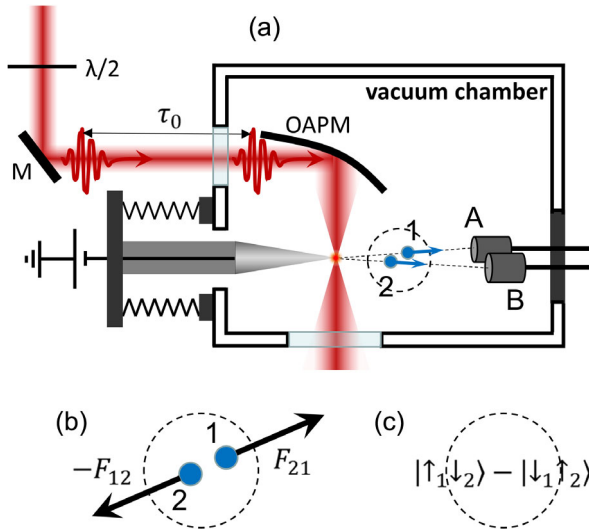 (a)
λ/2
vacuum chamber
τ₀
OAPM
M
A
1
2
B
(b)
1
F₂₁
−F₁₂
2
(c)
|↑₁↓₂⟩ − |↓₁↑₂⟩